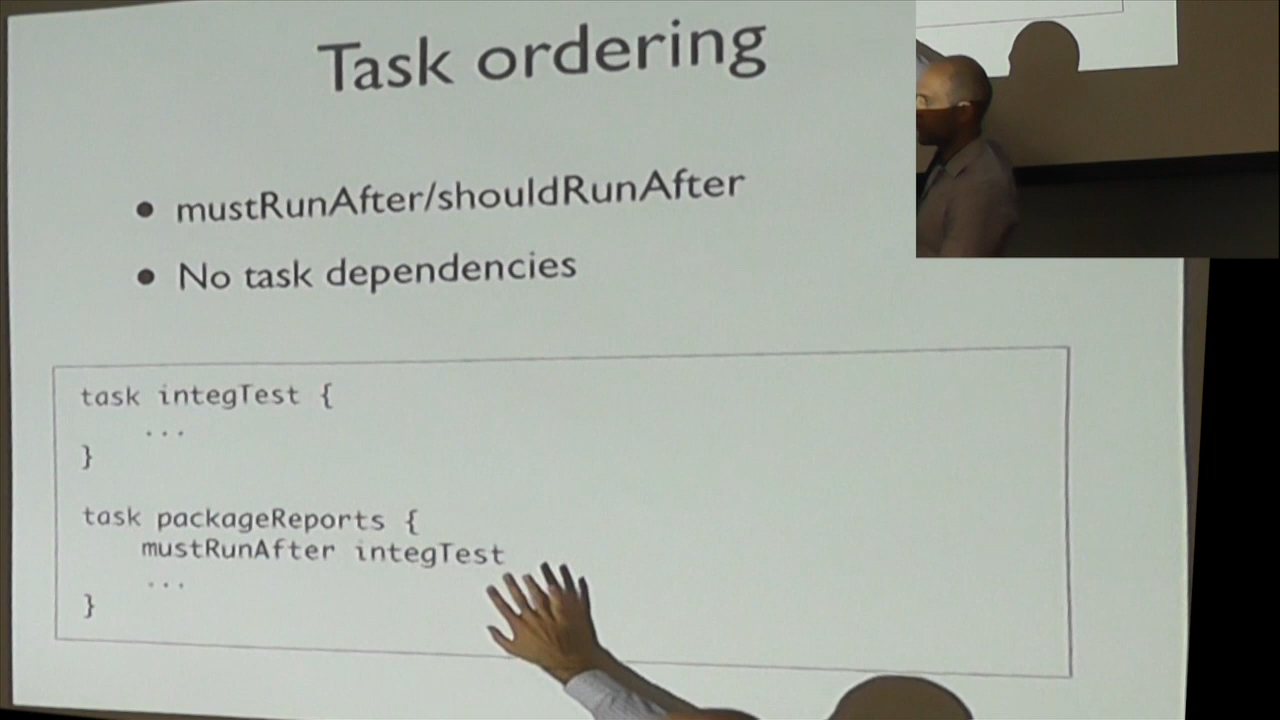 Task ordering
• mustRunAfter/shouldRunAfter
• No task dependencies
task integTest {
...
}
task packageReports {
mustRunAfter integTest
...
}